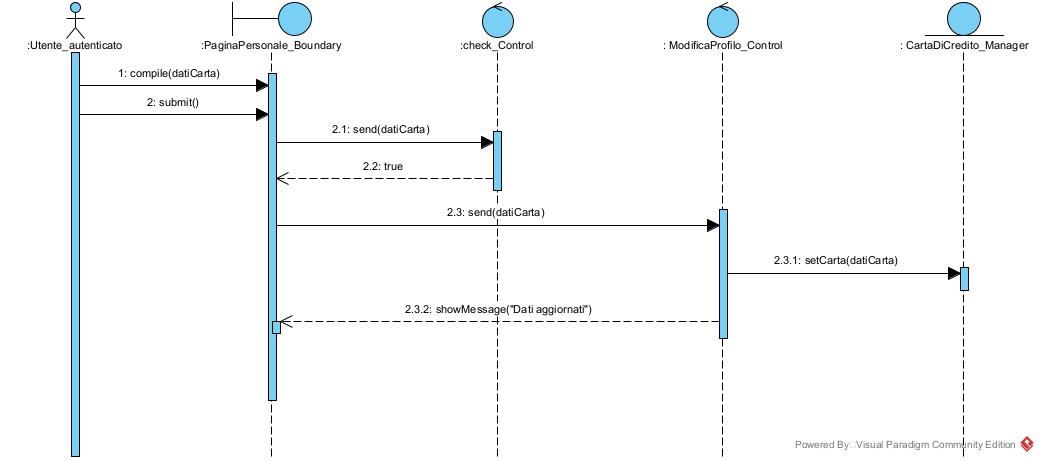 :Utente_autenticato
:PaginaPersonale_Boundary
:check_Control
: ModificaProfilo_Control
: CartaDiCredito_Manager
1: compile(datiCarta)
2: submit()
2.1: send(datiCarta)
2.2: true
2.3: send(datiCarta)
2.3.1: setCarta(datiCarta)
2.3.2: showMessage("Dati aggiornati")
Powered By Visual Paradigm Community Edition